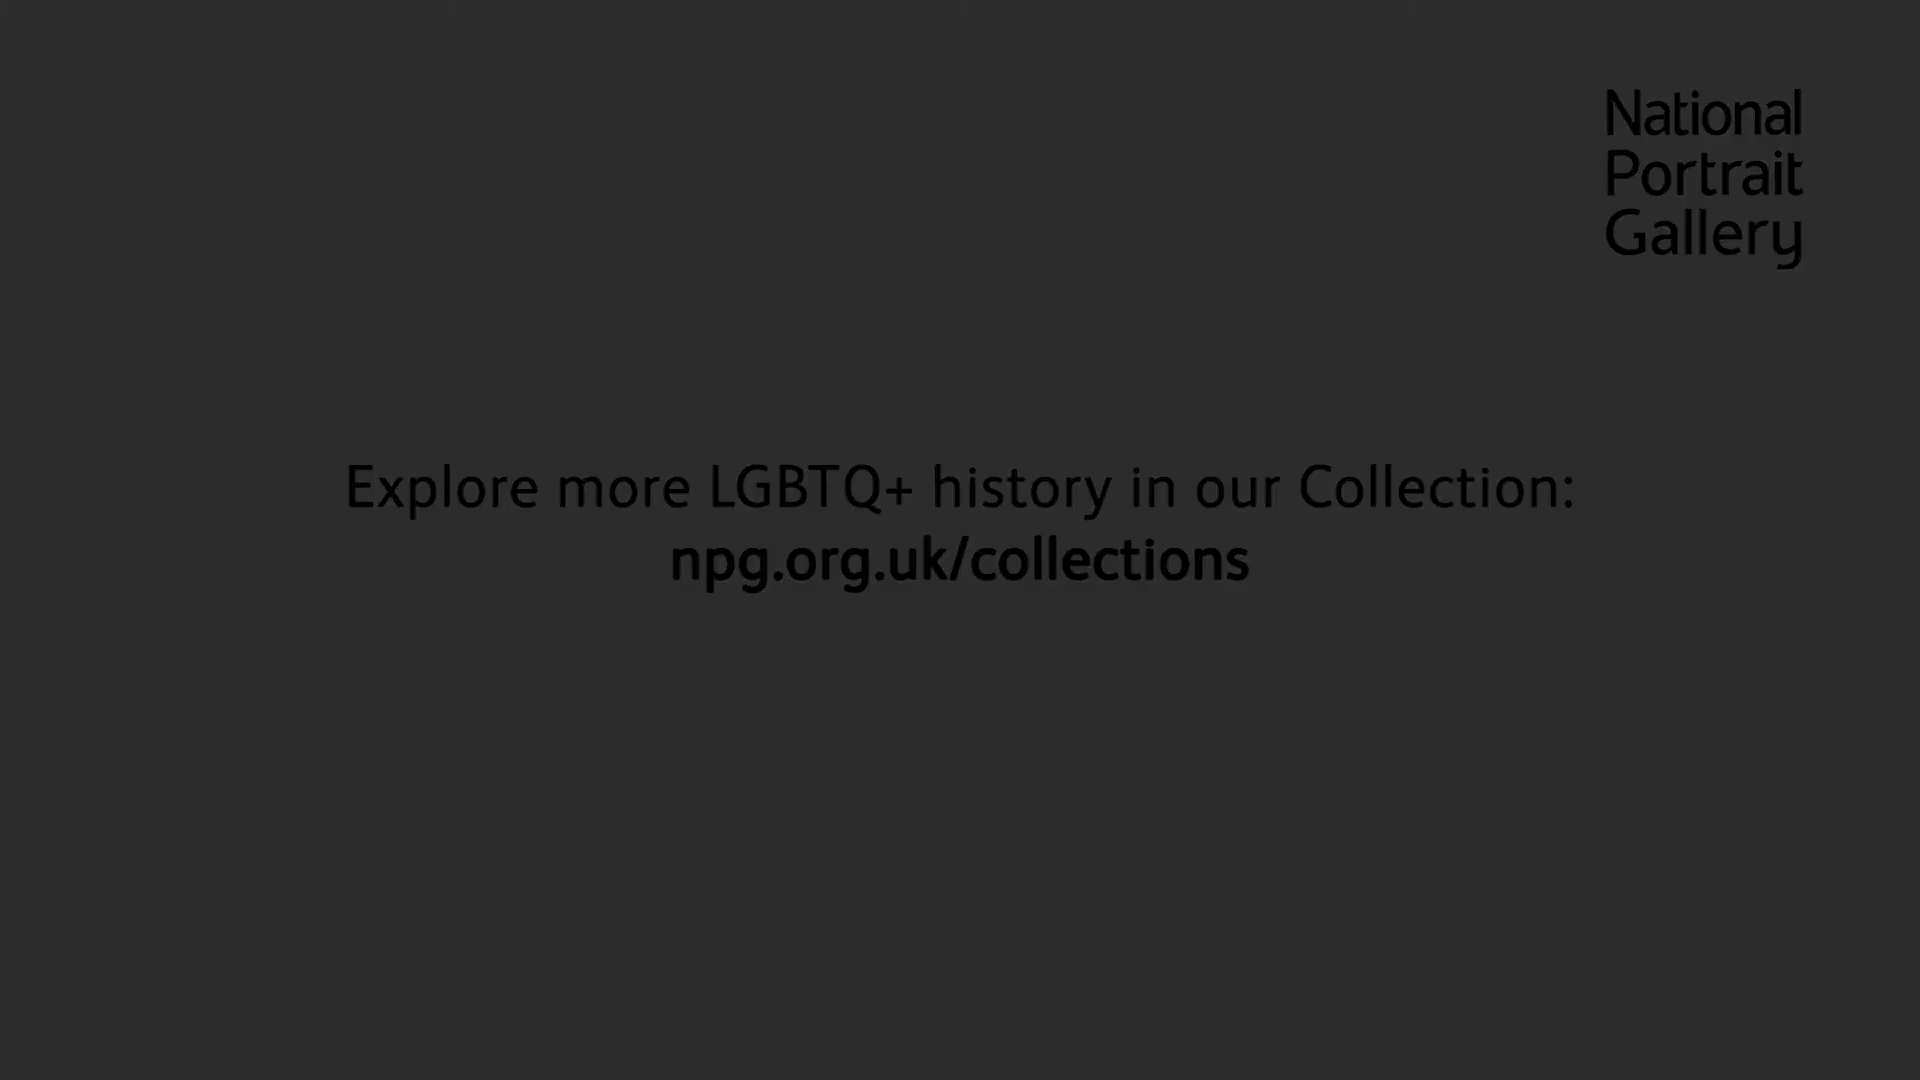 National
Portrait
Gallery
Explore more LGBTQ+ history in our Collection:
npg.org.uk/collections